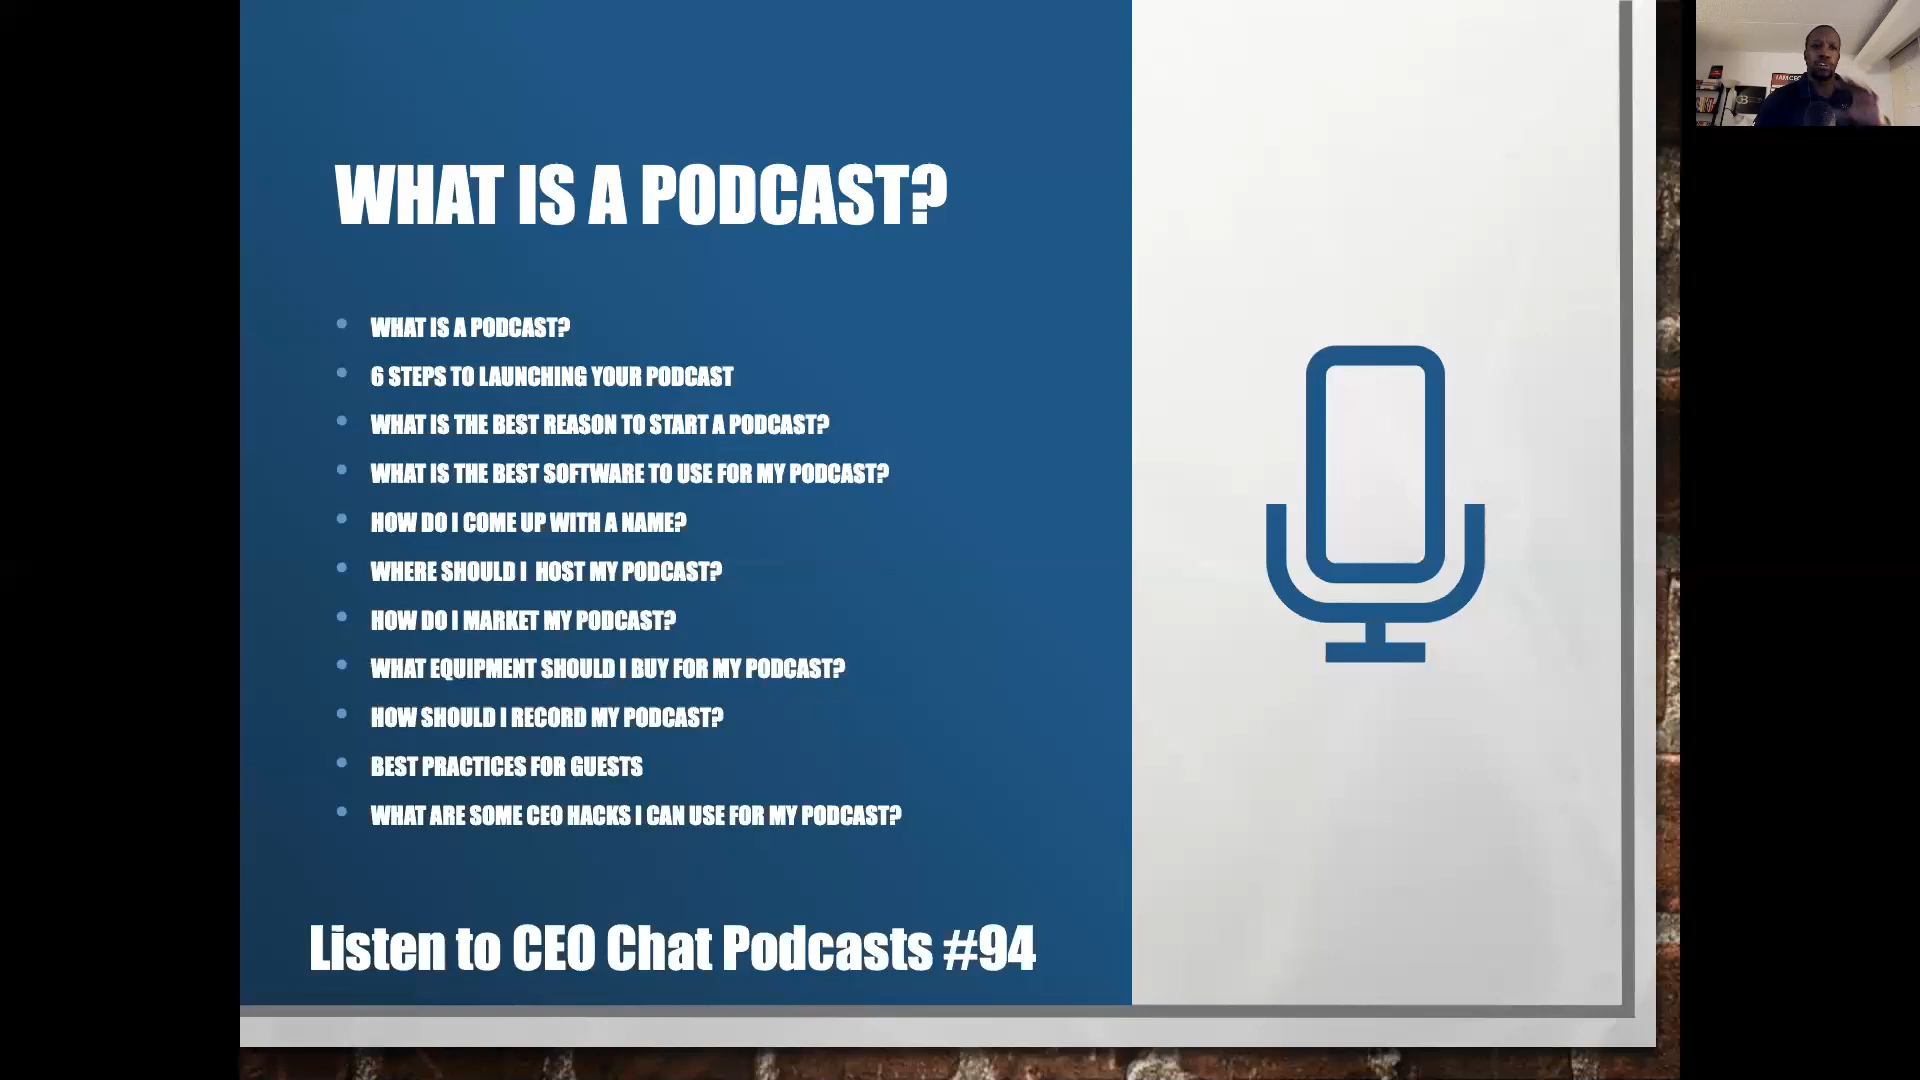 WHAT IS A PODCAST?
WHAT IS A PODCAST?
6 STEPS TO LAUNCHING YOUR PODCAST
WHAT IS THE BEST REASON TO START A PODCAST?
WHAT IS THE BEST SOFTWARE TO USE FOR MY PODCAST?
HOW DO I COME UP WITH A NAME?
WHERE SHOULD I HOST MY PODCAST?
HOW DO I MARKET MY PODCAST?
WHAT EQUIPMENT SHOULD I BUY FOR MY PODCAST?
HOW SHOULD I RECORD MY PODCAST?
BEST PRACTICES FOR GUESTS
WHAT ARE SOME CEO HACKS I CAN USE FOR MY PODCAST?
Listen to CEO Chat Podcasts #94